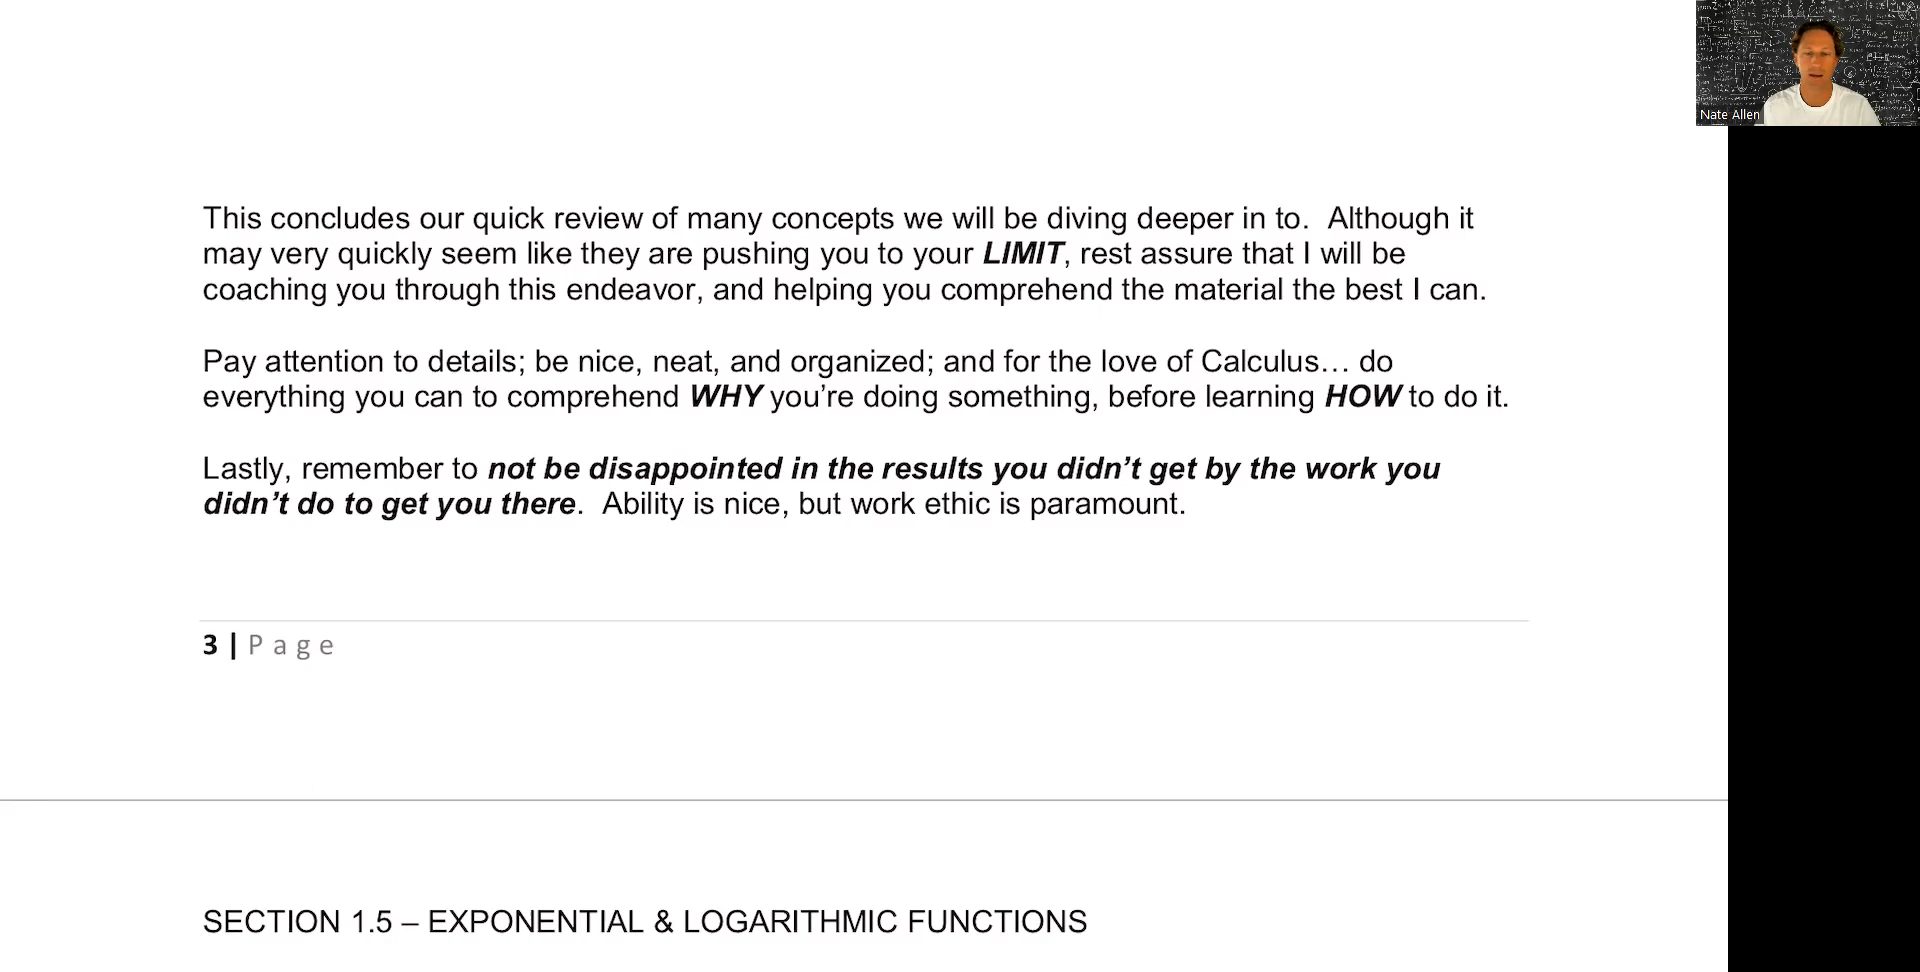 Nate Allen
This concludes our quick review of many concepts we will be diving deeper in to.  Although it
may very quickly seem like they are pushing you to your LIMIT, rest assure that I will be
coaching you through this endeavor, and helping you comprehend the material the best I can.
Pay attention to details; be nice, neat, and organized; and for the love of Calculus… do
everything you can to comprehend WHY you’re doing something, before learning HOW to do it.
Lastly, remember to not be disappointed in the results you didn’t get by the work you
didn’t do to get you there.  Ability is nice, but work ethic is paramount.
3 | Page
SECTION 1.5 – EXPONENTIAL & LOGARITHMIC FUNCTIONS